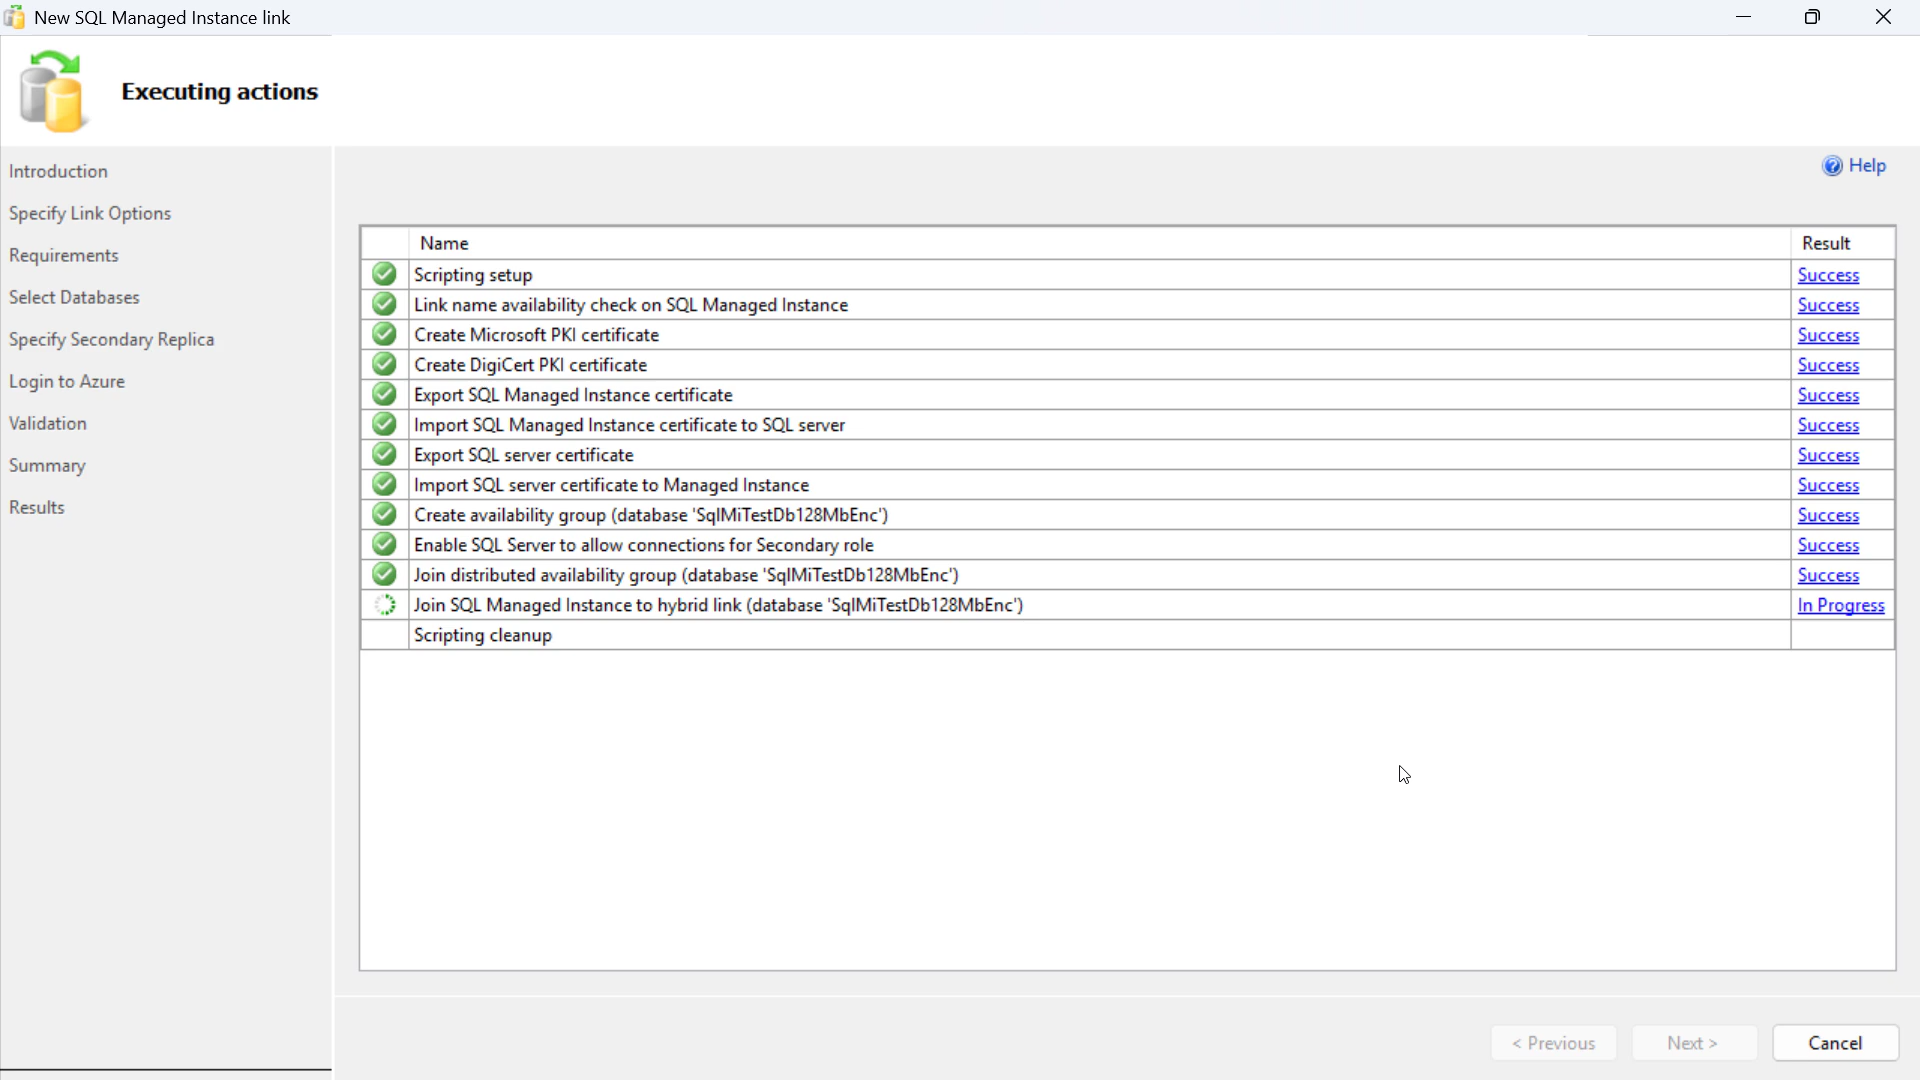 New SQL Managed Instance link
Executing actions
Introduction
Specify Link Options
Requirements
Select Databases
Specify Secondary Replica
Login to Azure
Validation
Summary
Results
Help
Name Result
Scripting setup Success
Link name availability check on SQL Managed Instance Success
Create Microsoft PKI certificate Success
Create DigiCert PKI certificate Success
Export SQL Managed Instance certificate Success
Import SQL Managed Instance certificate to SQL server Success
Export SQL server certificate Success
Import SQL server certificate to Managed Instance Success
Create availability group (database 'SqlMiTestDb128MbEnc') Success
Enable SQL Server to allow connections for Secondary role Success
Join distributed availability group (database 'SqlMiTestDb128MbEnc') Success
Join SQL Managed Instance to hybrid link (database 'SqlMiTestDb128MbEnc') In Progress
Scripting cleanup
< Previous Next > Cancel